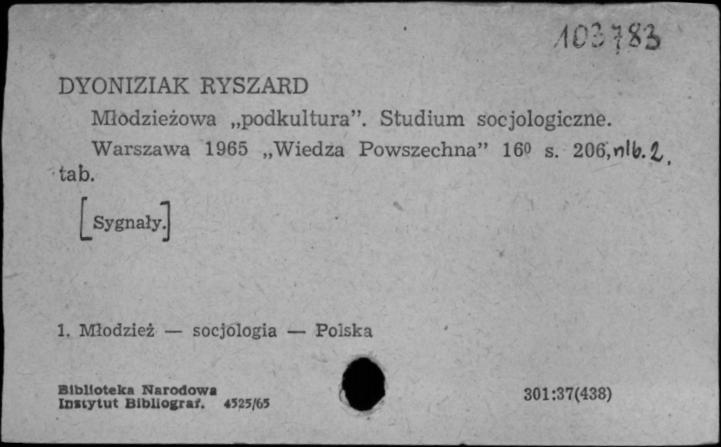 103783
DYONIZIAK RYSZARD
Młodzieżowa „podkultura”. Studium socjologiczne.
Warszawa 1965 „Wiedza Powszechna” 16⁰ s. 206, nlb. 2,
tab.
[Sygnały.]
1. Młodzież — socjologia — Polska
Biblioteka Narodowa
Instytut Bibliograf. 4525/65
301:37(438)